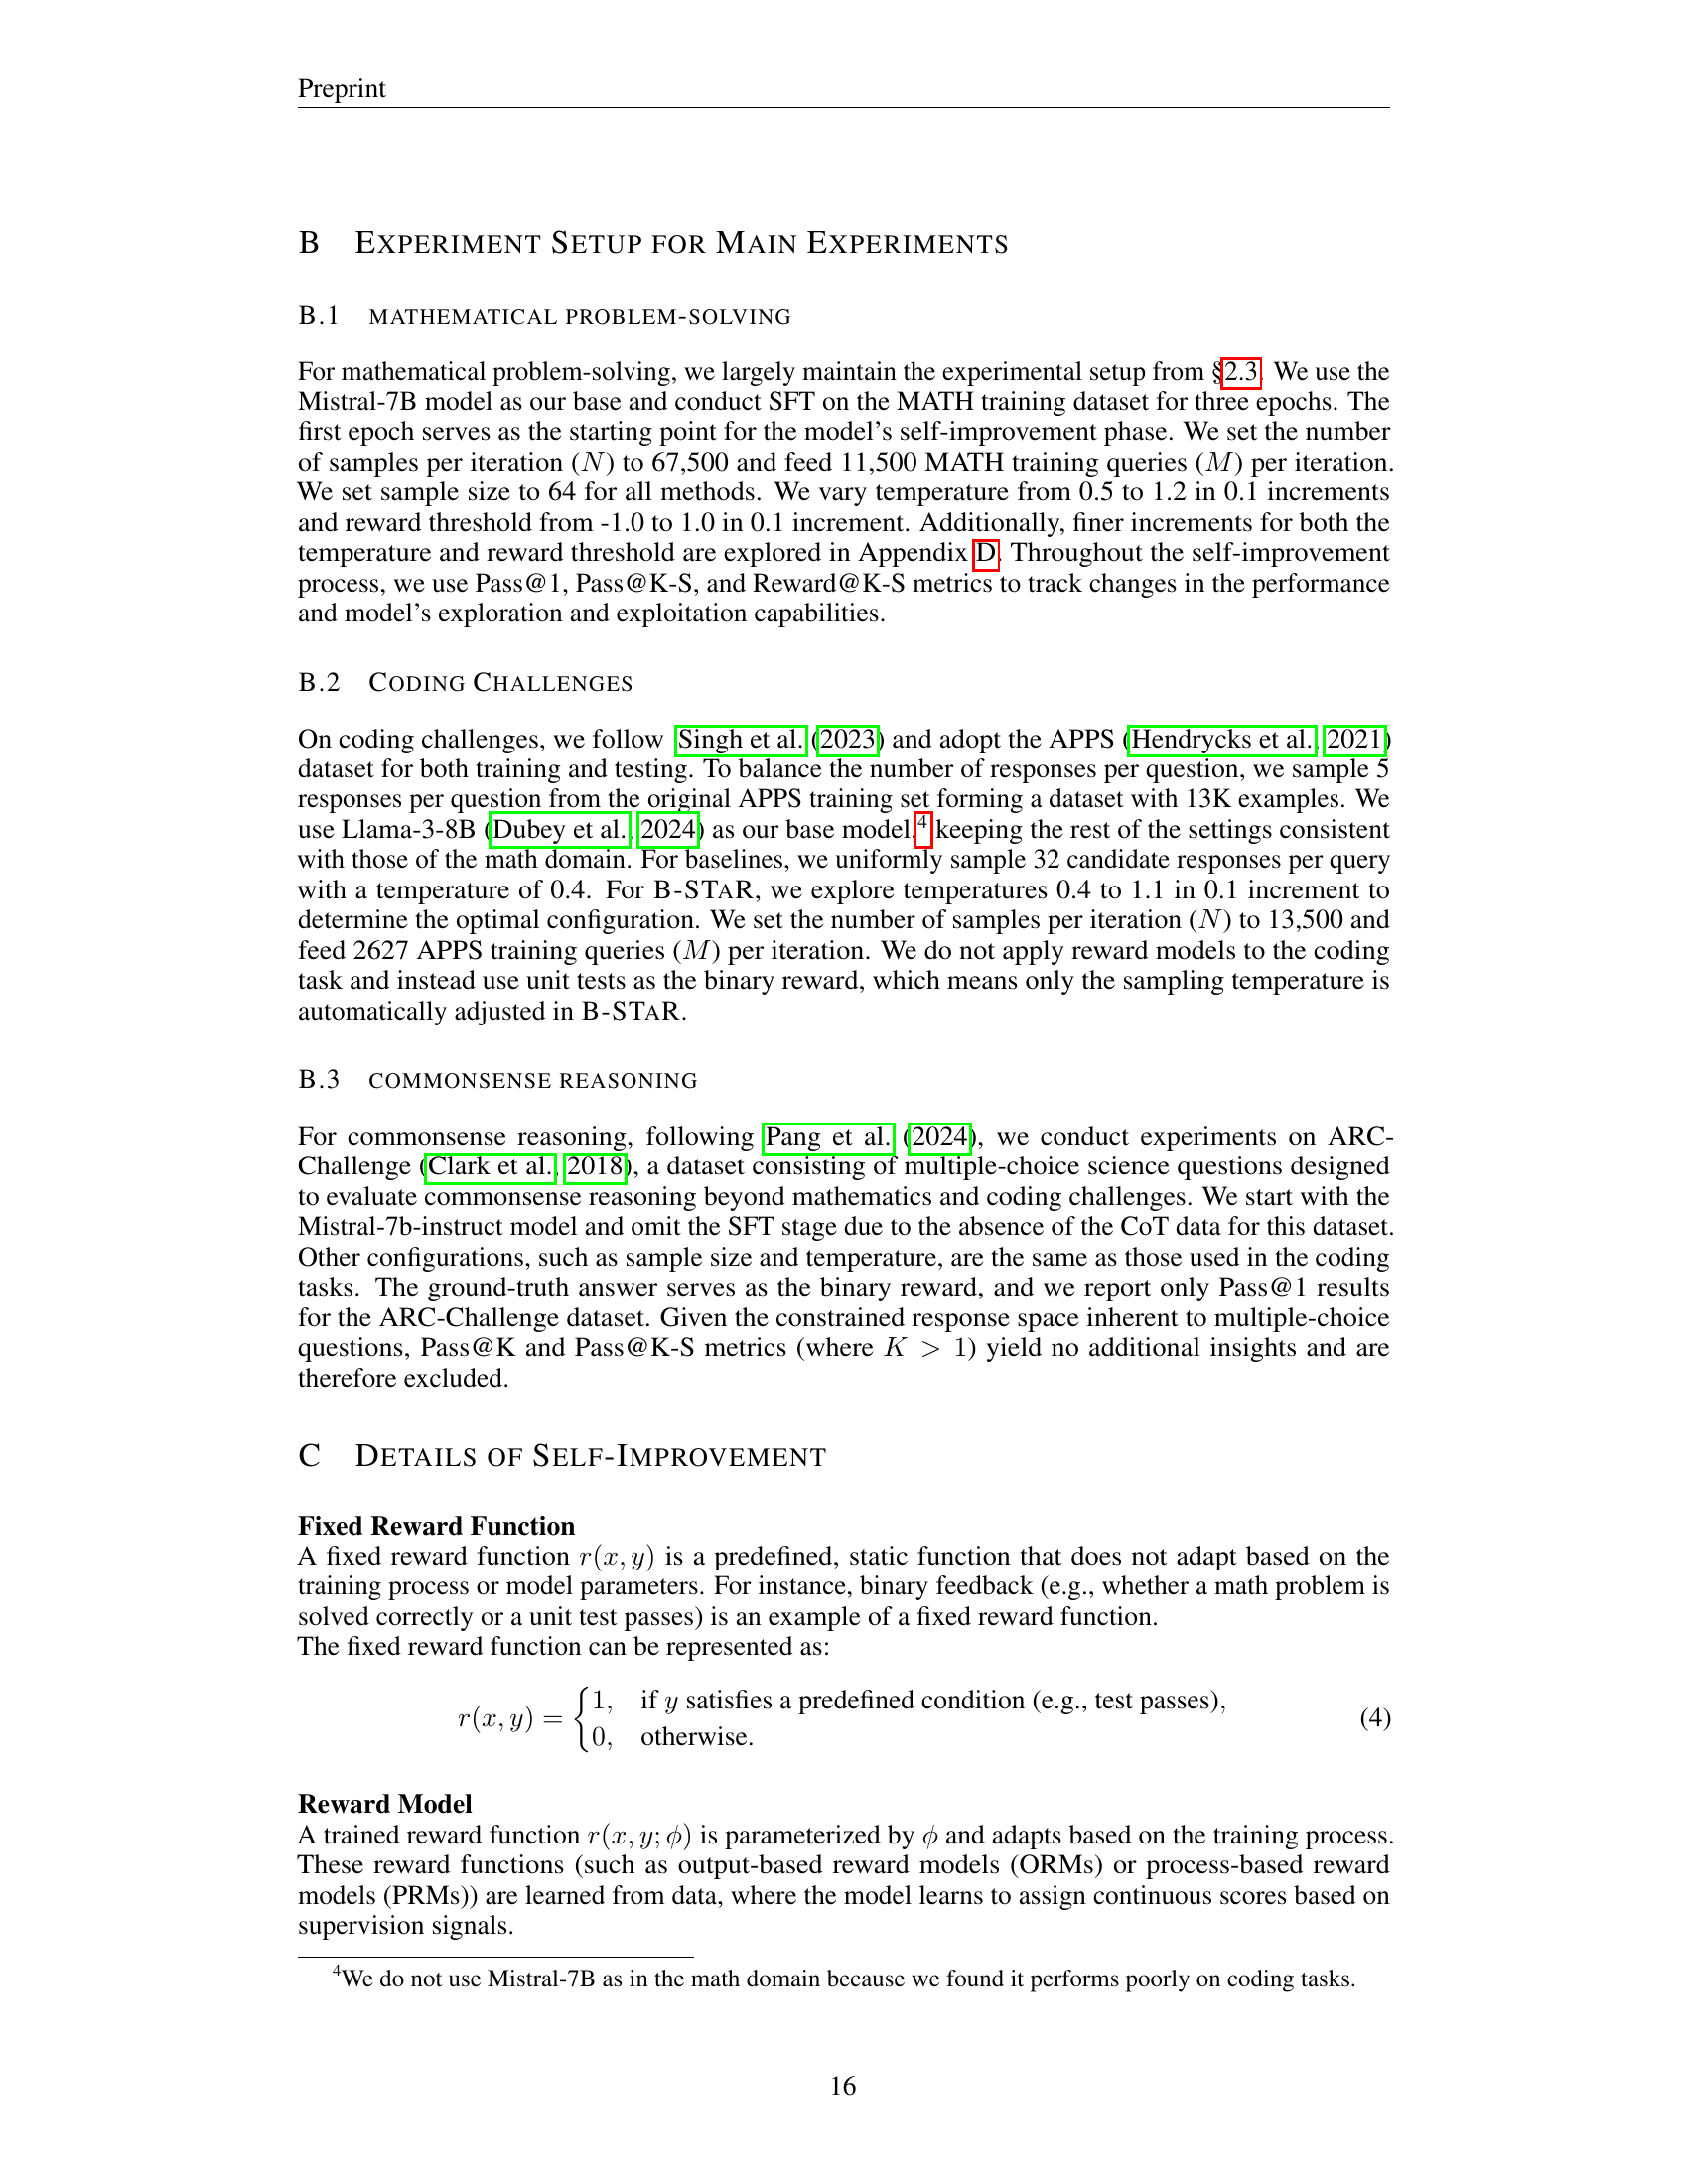 Preprint
B EXPERIMENT SETUP FOR MAIN EXPERIMENTS
B.1 MATHEMATICAL PROBLEM-SOLVING
For mathematical problem-solving, we largely maintain the experimental setup from §2.3. We use the
Mistral-7B model as our base and conduct SFT on the MATH training dataset for three epochs. The
first epoch serves as the starting point for the model's self-improvement phase. We set the number
of samples per iteration (N) to 67,500 and feed 11,500 MATH training queries (M) per iteration.
We set sample size to 64 for all methods. We vary temperature from 0.5 to 1.2 in 0.1 increments
and reward threshold from -1.0 to 1.0 in 0.1 increment. Additionally, finer increments for both the
temperature and reward threshold are explored in Appendix D. Throughout the self-improvement
process, we use Pass@1, Pass@K-S, and Reward@K-S metrics to track changes in the performance
and model's exploration and exploitation capabilities.
B.2 CODING CHALLENGES
On coding challenges, we follow Singh et al. (2023) and adopt the APPS (Hendrycks et al., 2021)
dataset for both training and testing. To balance the number of responses per question, we sample 5
responses per question from the original APPS training set forming a dataset with 13K examples. We
use Llama-3-8B (Dubey et al., 2024) as our base model,4 keeping the rest of the settings consistent
with those of the math domain. For baselines, we uniformly sample 32 candidate responses per query
with a temperature of 0.4. For B-STAR, we explore temperatures 0.4 to 1.1 in 0.1 increment to
determine the optimal configuration. We set the number of samples per iteration (N) to 13,500 and
feed 2627 APPS training queries (M) per iteration. We do not apply reward models to the coding
task and instead use unit tests as the binary reward, which means only the sampling temperature is
automatically adjusted in B-STAR.
B.3 COMMONSENSE REASONING
For commonsense reasoning, following Pang et al. (2024), we conduct experiments on ARC-
Challenge (Clark et al., 2018), a dataset consisting of multiple-choice science questions designed
to evaluate commonsense reasoning beyond mathematics and coding challenges. We start with the
Mistral-7b-instruct model and omit the SFT stage due to the absence of the CoT data for this dataset.
Other configurations, such as sample size and temperature, are the same as those used in the coding
tasks. The ground-truth answer serves as the binary reward, and we report only Pass@1 results
for the ARC-Challenge dataset. Given the constrained response space inherent to multiple-choice
questions, Pass@K and Pass@K-S metrics (where K > 1) yield no additional insights and are
therefore excluded.
C DETAILS OF SELF-IMPROVEMENT
Fixed Reward Function
A fixed reward function r(x, y) is a predefined, static function that does not adapt based on the
training process or model parameters. For instance, binary feedback (e.g., whether a math problem is
solved correctly or a unit test passes) is an example of a fixed reward function.
The fixed reward function can be represented as:
r(x, y) = { 1, if y satisfies a predefined condition (e.g., test passes),
0, otherwise. (4)
Reward Model
A trained reward function r(x, y; ϕ) is parameterized by ϕ and adapts based on the training process.
These reward functions (such as output-based reward models (ORMs) or process-based reward
models (PRMs)) are learned from data, where the model learns to assign continuous scores based on
supervision signals.
4We do not use Mistral-7B as in the math domain because we found it performs poorly on coding tasks.
16